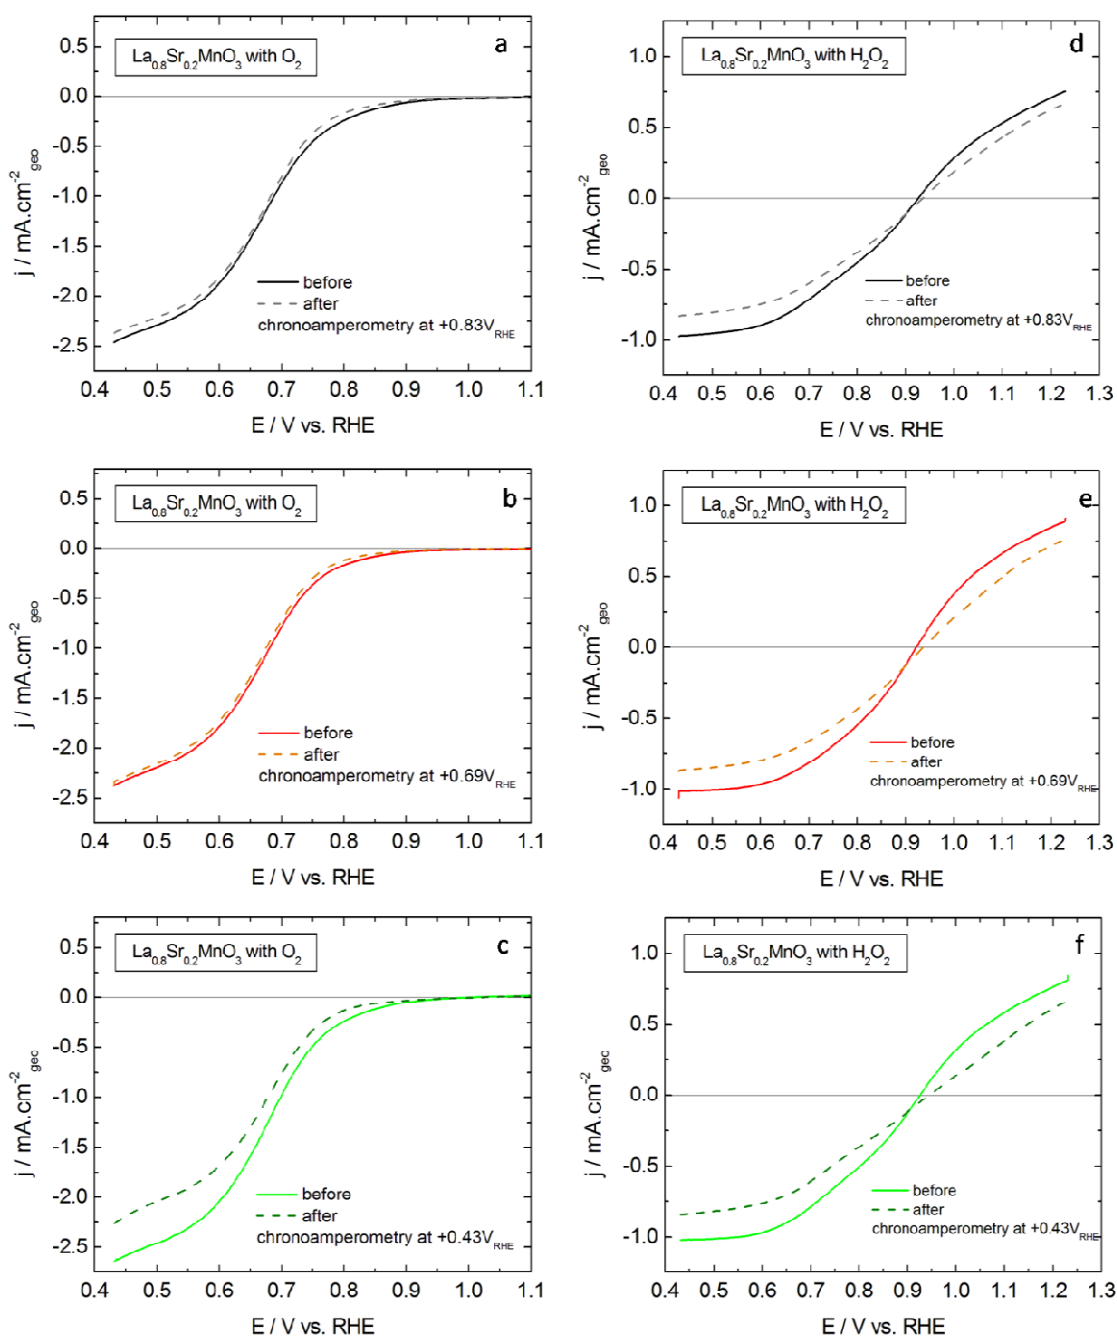 a
La0.8Sr0.2MnO3 with O2
0.5
0.0
-0.5
-1.0
-1.5
-2.0
-2.5
j / mA.cm-2geo
before
after
chronoamperometry at +0.83VRHE
0.4 0.5 0.6 0.7 0.8 0.9 1.0 1.1
E / V vs. RHE
d
La0.8Sr0.2MnO3 with H2O2
1.0
0.5
0.0
-0.5
-1.0
j / mA.cm-2geo
before
after
chronoamperometry at +0.83VRHE
0.4 0.5 0.6 0.7 0.8 0.9 1.0 1.1 1.2 1.3
E / V vs. RHE
b
La0.8Sr0.2MnO3 with O2
0.5
0.0
-0.5
-1.0
-1.5
-2.0
-2.5
j / mA.cm-2geo
before
after
chronoamperometry at +0.69VRHE
0.4 0.5 0.6 0.7 0.8 0.9 1.0 1.1
E / V vs. RHE
e
La0.8Sr0.2MnO3 with H2O2
1.0
0.5
0.0
-0.5
-1.0
j / mA.cm-2geo
before
after
chronoamperometry at +0.69VRHE
0.4 0.5 0.6 0.7 0.8 0.9 1.0 1.1 1.2 1.3
E / V vs. RHE
c
La0.8Sr0.2MnO3 with O2
0.5
0.0
-0.5
-1.0
-1.5
-2.0
-2.5
j / mA.cm-2geo
before
after
chronoamperometry at +0.43VRHE
0.4 0.5 0.6 0.7 0.8 0.9 1.0 1.1
E / V vs. RHE
f
La0.8Sr0.2MnO3 with H2O2
1.0
0.5
0.0
-0.5
-1.0
j / mA.cm-2geo
before
after
chronoamperometry at +0.43VRHE
0.4 0.5 0.6 0.7 0.8 0.9 1.0 1.1 1.2 1.3
E / V vs. RHE